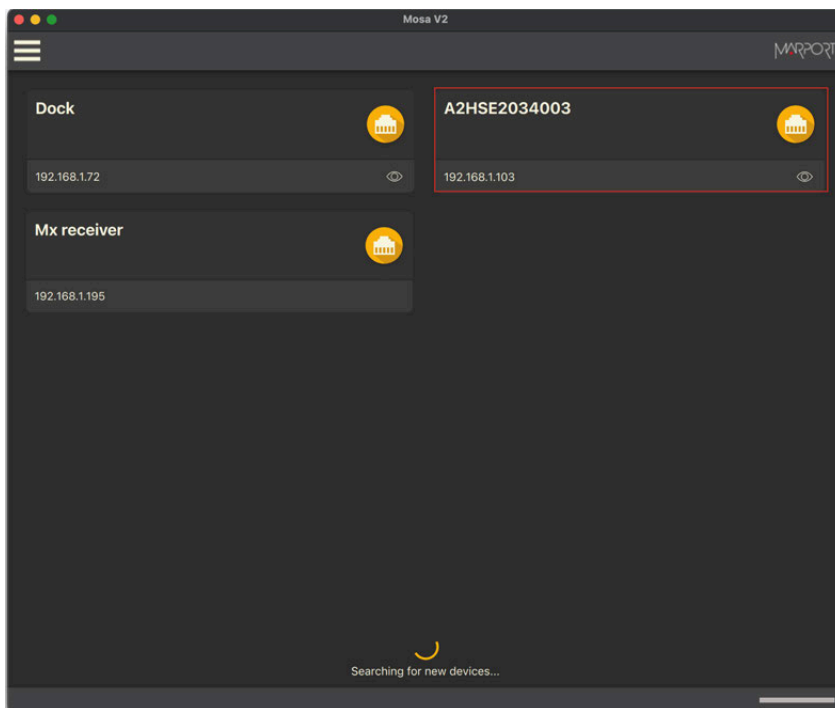 Mosa V2
MARPORT
Dock
192.168.1.72
A2HSE2034003
192.168.1.103
Mx receiver
192.168.1.195
Searching for new devices...